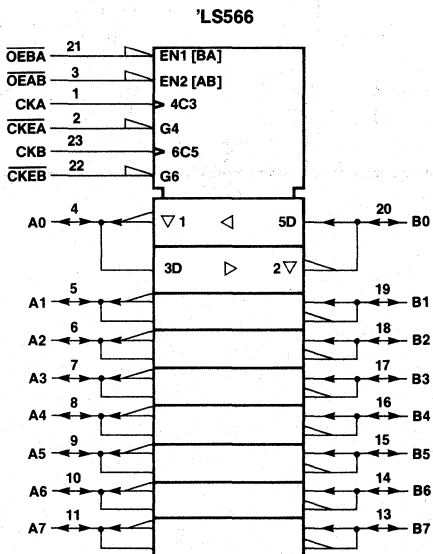 'LS566
OEBA 21 EN1 [BA]
OEAB 3 EN2 [AB]
CKA 1 4C3
CKEA 2 G4
CKB 23 6C5
CKEB 22 G6
A0 4 ▽ 1 ◁ 5D 20 B0
3D ▷ 2 ▽
A1 5 19 B1
A2 6 18 B2
A3 7 17 B3
A4 8 16 B4
A5 9 15 B5
A6 10 14 B6
A7 11 13 B7